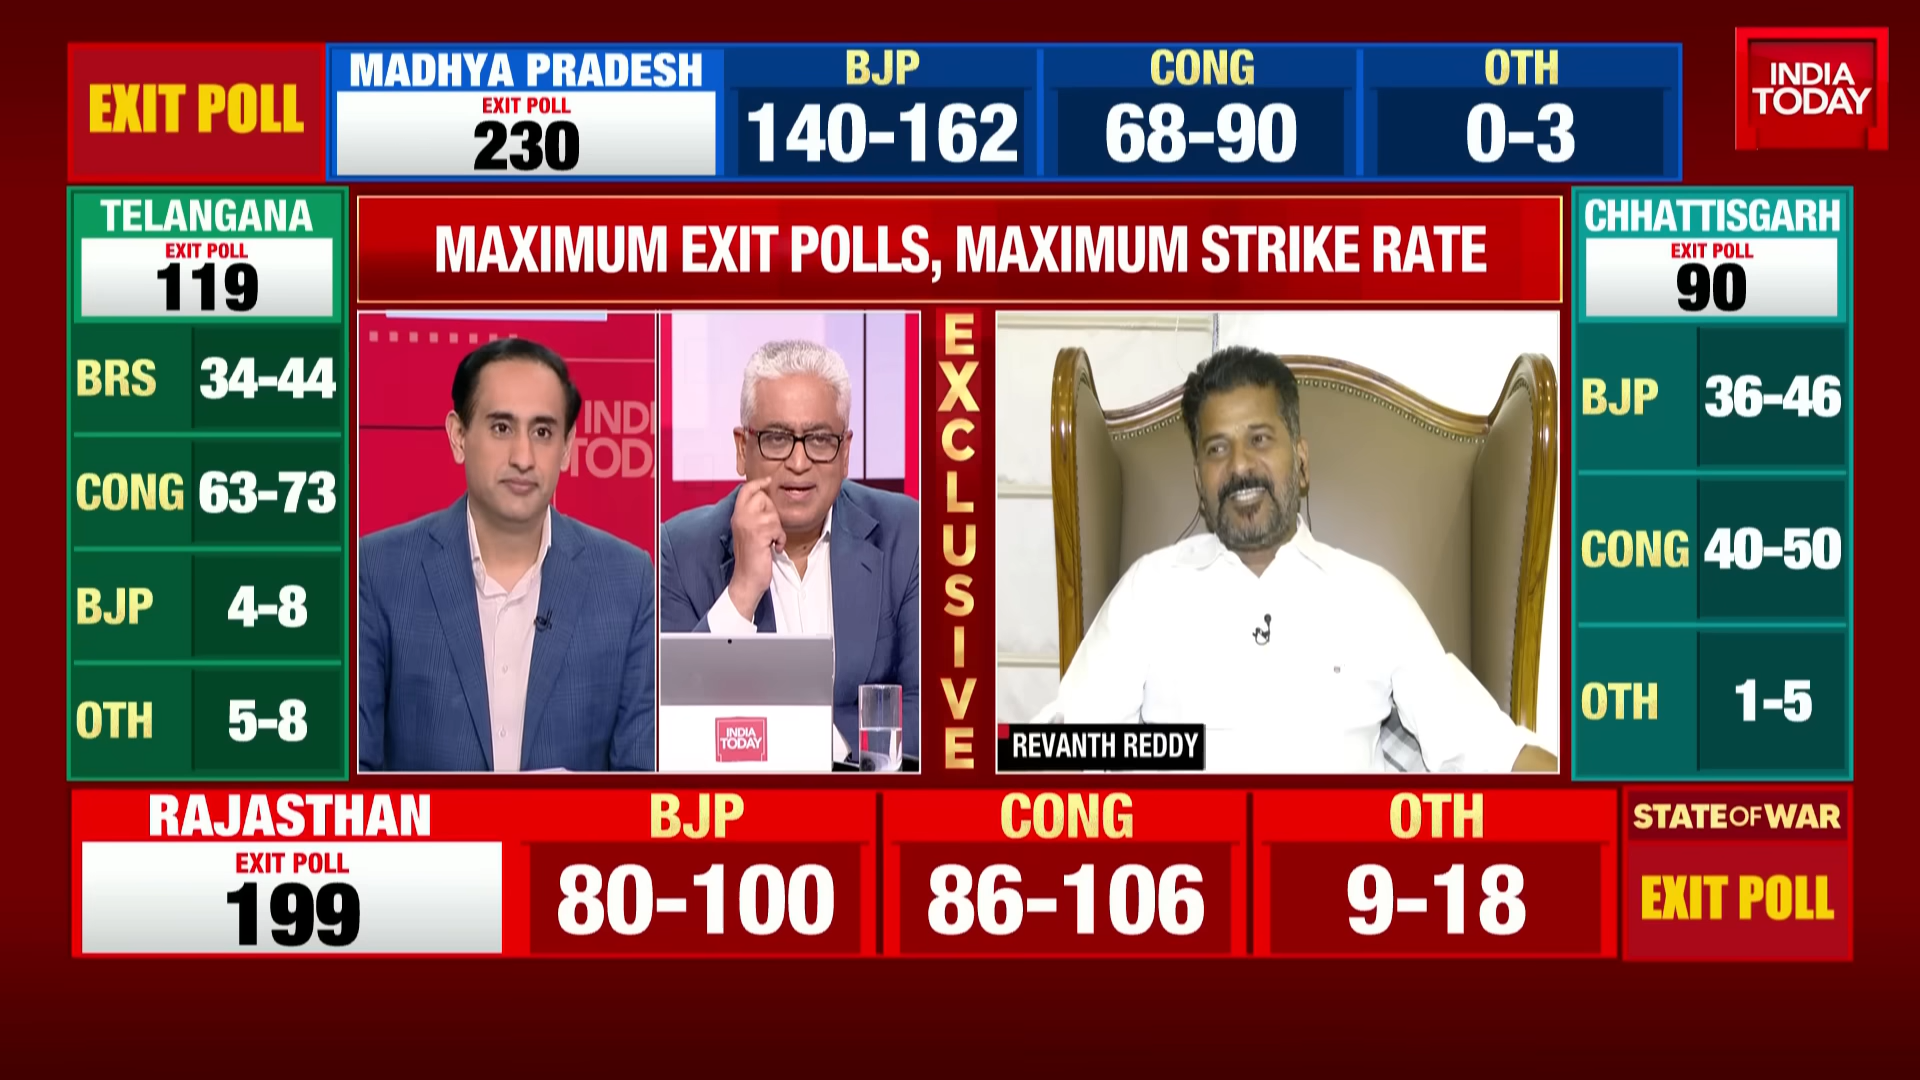 EXIT POLL
MADHYA PRADESH
EXIT POLL
230
BJP
140-162
CONG
68-90
OTH
0-3
INDIA
TODAY
TELANGANA
EXIT POLL
119
BRS 34-44
CONG 63-73
BJP 4-8
OTH 5-8
MAXIMUM EXIT POLLS, MAXIMUM STRIKE RATE
INDI
TODA
INDIA
TODAY
EXCLUSIVE
REVANTH REDDY
CHHATTISGARH
EXIT POLL
90
BJP 36-46
CONG 40-50
OTH 1-5
RAJASTHAN
EXIT POLL
199
BJP
80-100
CONG
86-106
OTH
9-18
STATE OF WAR
EXIT POLL